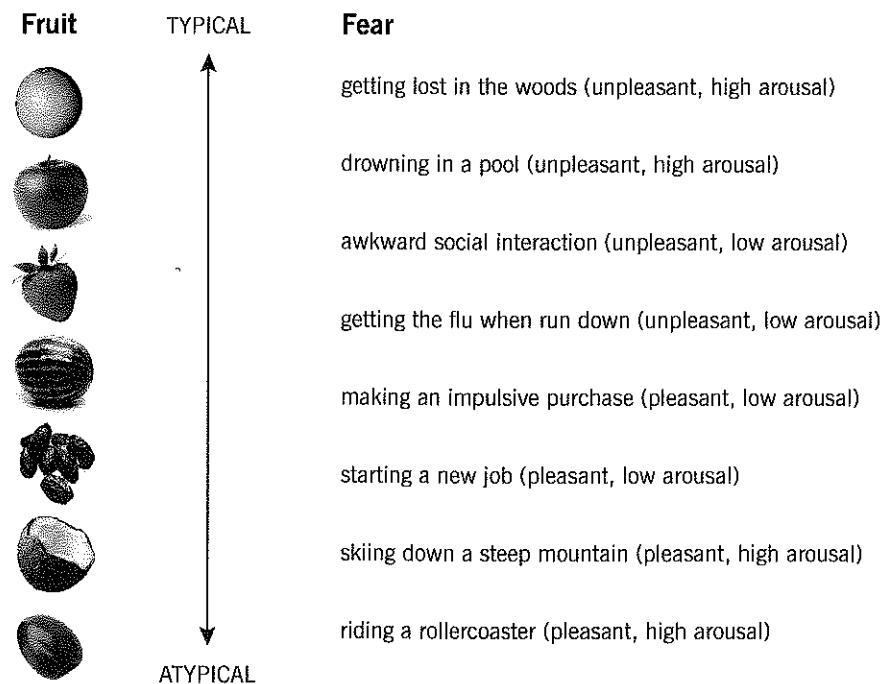 Fruit
TYPICAL
Fear
getting lost in the woods (unpleasant, high arousal)
drowning in a pool (unpleasant, high arousal)
awkward social interaction (unpleasant, low arousal)
getting the flu when run down (unpleasant, low arousal)
making an impulsive purchase (pleasant, low arousal)
starting a new job (pleasant, low arousal)
skiing down a steep mountain (pleasant, high arousal)
riding a rollercoaster (pleasant, high arousal)
ATYPICAL